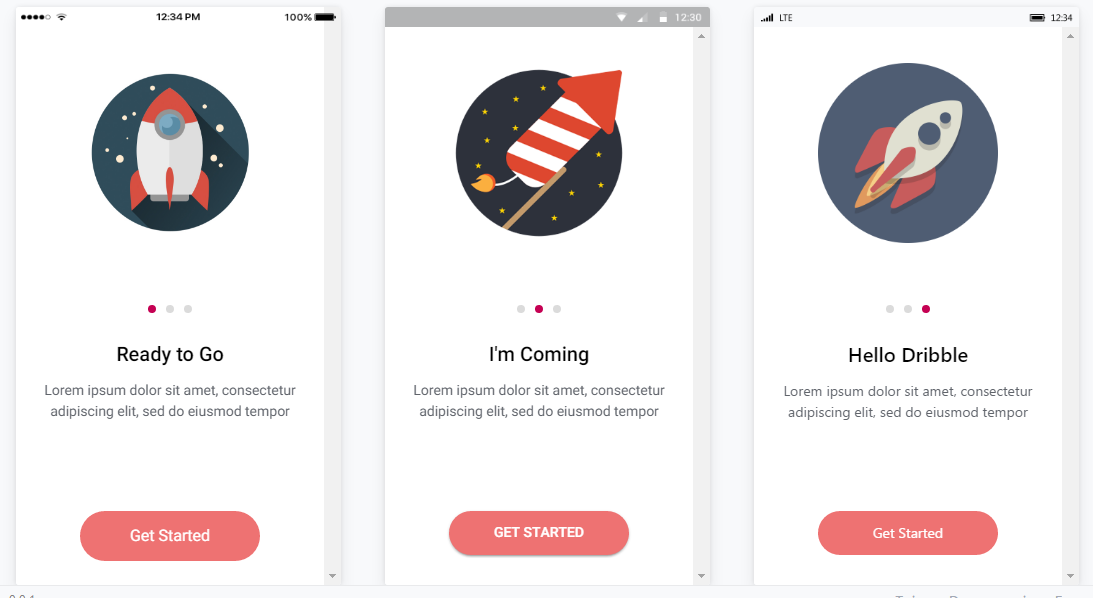 12:34 PM
100%
Ready to Go
Lorem ipsum dolor sit amet, consectetur
adipiscing elit, sed do eiusmod tempor
Get Started
12:30
I'm Coming
Lorem ipsum dolor sit amet, consectetur
adipiscing elit, sed do eiusmod tempor
GET STARTED
LTE
12:34
Hello Dribble
Lorem ipsum dolor sit amet, consectetur
adipiscing elit, sed do eiusmod tempor
Get Started